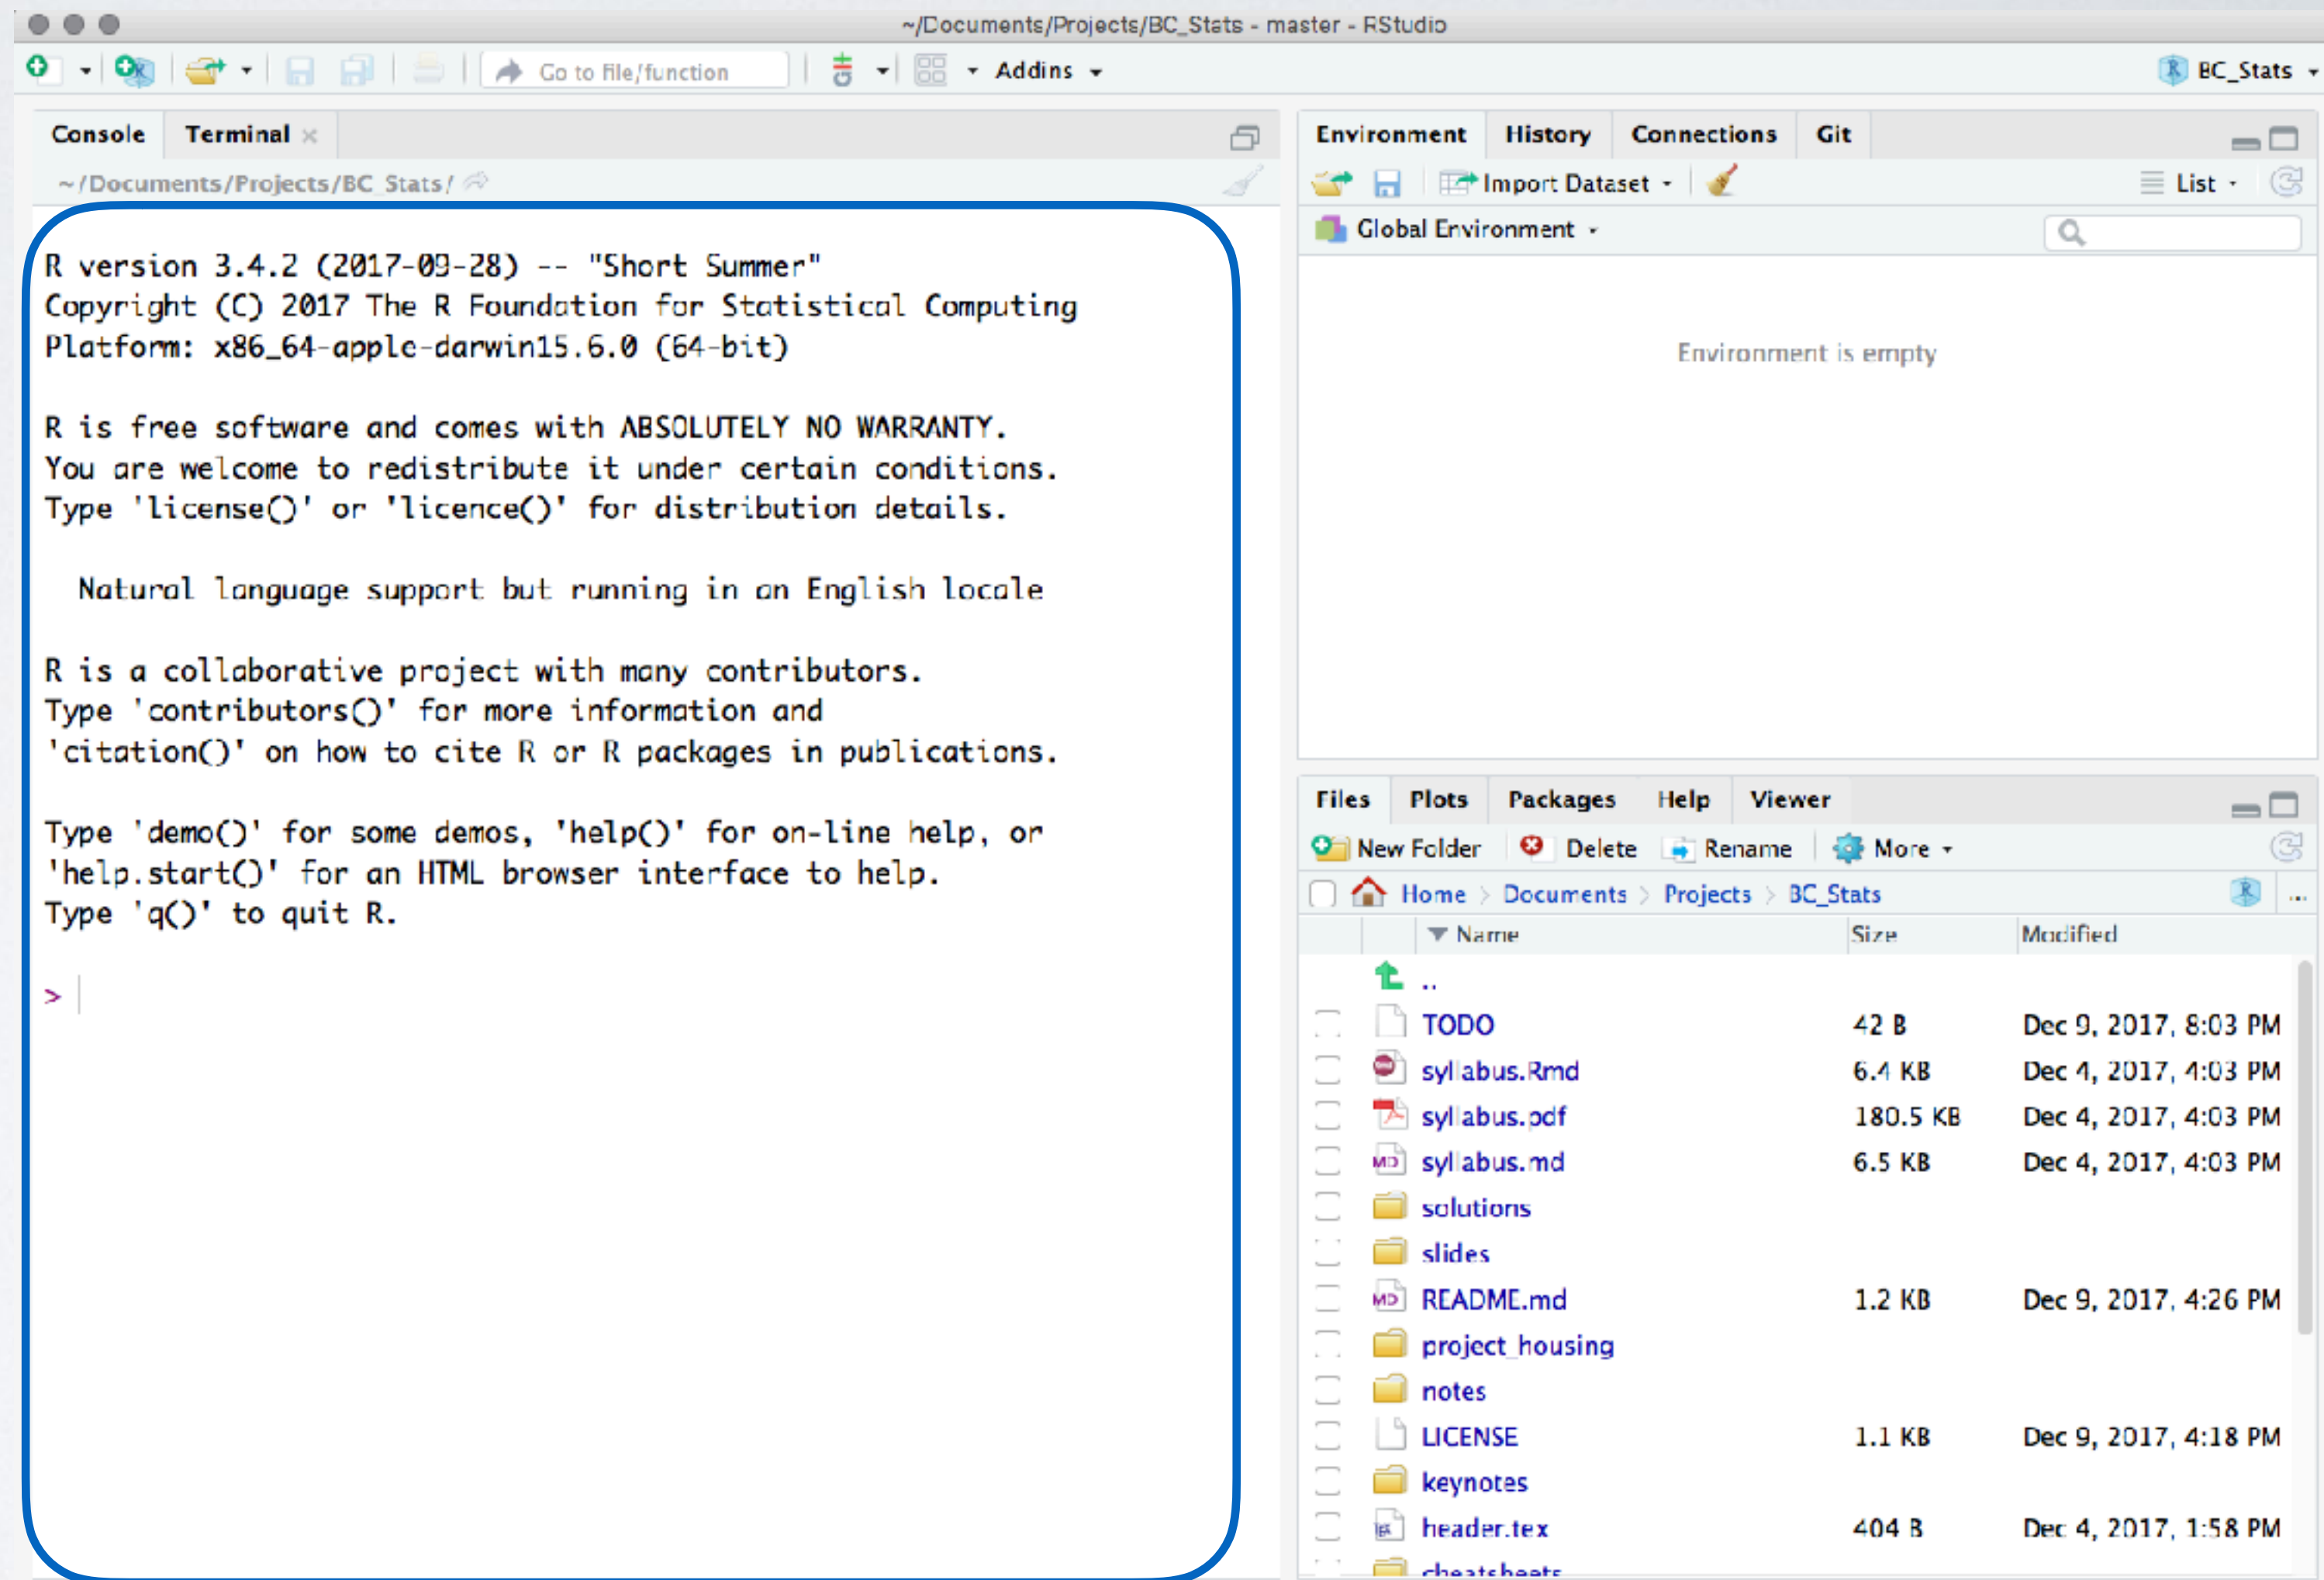 ~/Documents/Projects/BC_Stats - master - RStudio
Go to file/function
Addins
BC_Stats
Console Terminal
~/Documents/Projects/BC_Stats/
R version 3.4.2 (2017-09-28) -- "Short Summer"
Copyright (C) 2017 The R Foundation for Statistical Computing
Platform: x86_64-apple-darwin15.6.0 (64-bit)
R is free software and comes with ABSOLUTELY NO WARRANTY.
You are welcome to redistribute it under certain conditions.
Type 'license()' or 'licence()' for distribution details.
Natural language support but running in an English locale
R is a collaborative project with many contributors.
Type 'contributors()' for more information and
'citation()' on how to cite R or R packages in publications.
Type 'demo()' for some demos, 'help()' for on-line help, or
'help.start()' for an HTML browser interface to help.
Type 'q()' to quit R.
>
Environment History Connections Git
Import Dataset List
Global Environment
Environment is empty
Files Plots Packages Help Viewer
New Folder Delete Rename More
Home > Documents > Projects > BC_Stats ...
Name Size Modified
..
TODO 42 B Dec 9, 2017, 8:03 PM
syllabus.Rmd 6.4 KB Dec 4, 2017, 4:03 PM
syllabus.pdf 180.5 KB Dec 4, 2017, 4:03 PM
syllabus.md 6.5 KB Dec 4, 2017, 4:03 PM
solutions
slides
README.md 1.2 KB Dec 9, 2017, 4:26 PM
project_housing
notes
LICENSE 1.1 KB Dec 9, 2017, 4:18 PM
keynotes
header.tex 404 B Dec 4, 2017, 1:58 PM
cheatsheets